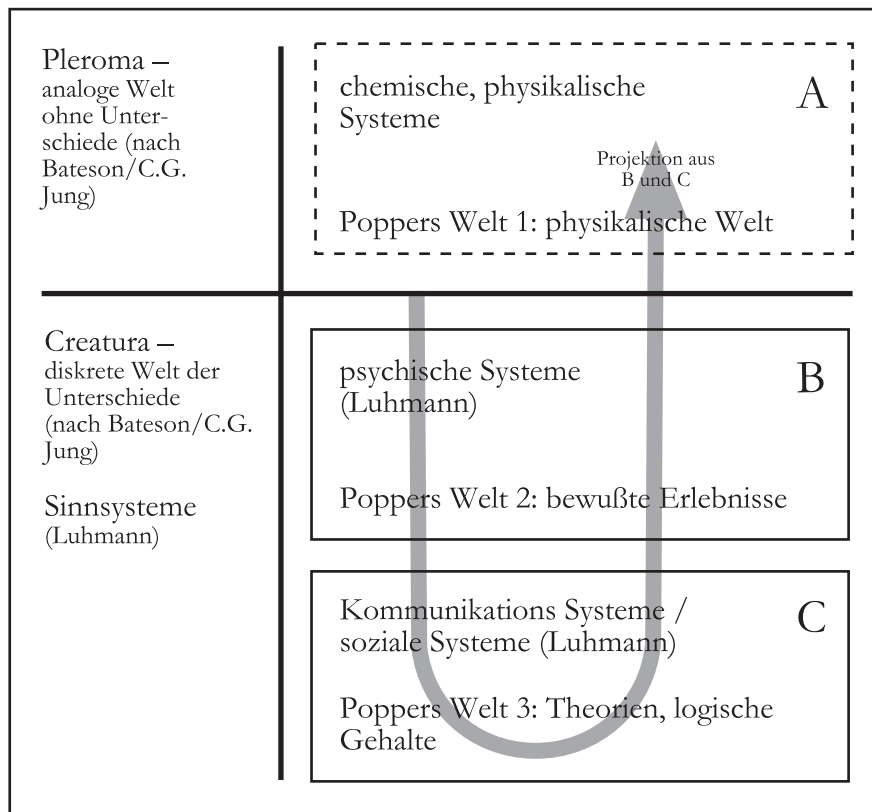 Pleroma –
analoge Welt
ohne Unter-
schiede (nach
Bateson/C.G.
Jung)
chemische, physikalische
Systeme
A
Projektion aus
B und C
Poppers Welt 1: physikalische Welt
Creatura –
diskrete Welt der
Unterschiede
(nach Bateson/C.G.
Jung)
Sinnsysteme
(Luhmann)
psychische Systeme
(Luhmann)
B
Poppers Welt 2: bewußte Erlebnisse
Kommunikations Systeme /
soziale Systeme (Luhmann)
C
Poppers Welt 3: Theorien, logische
Gehalte